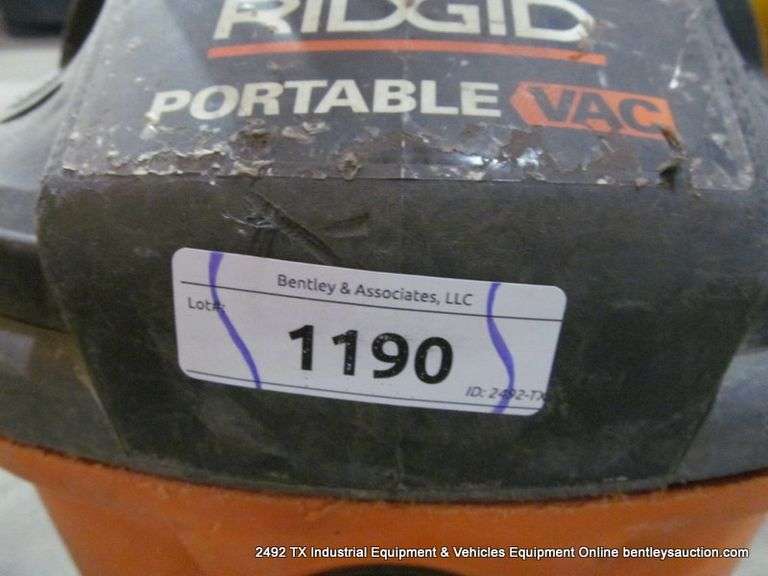 RIDGID
PORTABLE VAC
Bentley & Associates, LLC
Lot#:
1190
ID: 2492-TX
2492 TX Industrial Equipment & Vehicles Equipment Online bentleysauction.com